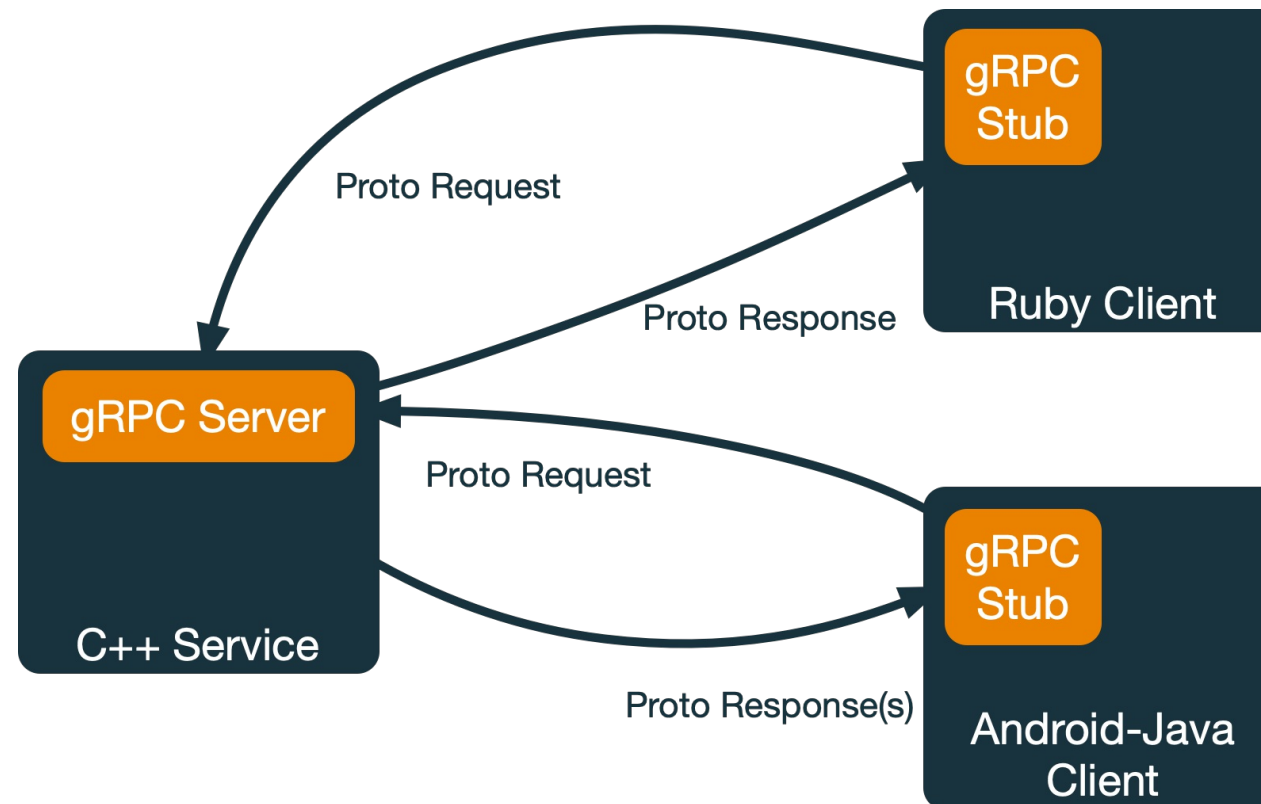 gRPC
Stub
Ruby Client
Proto Request
Proto Response
gRPC Server
C++ Service
Proto Request
Proto Response(s)
gRPC
Stub
Android-Java
Client